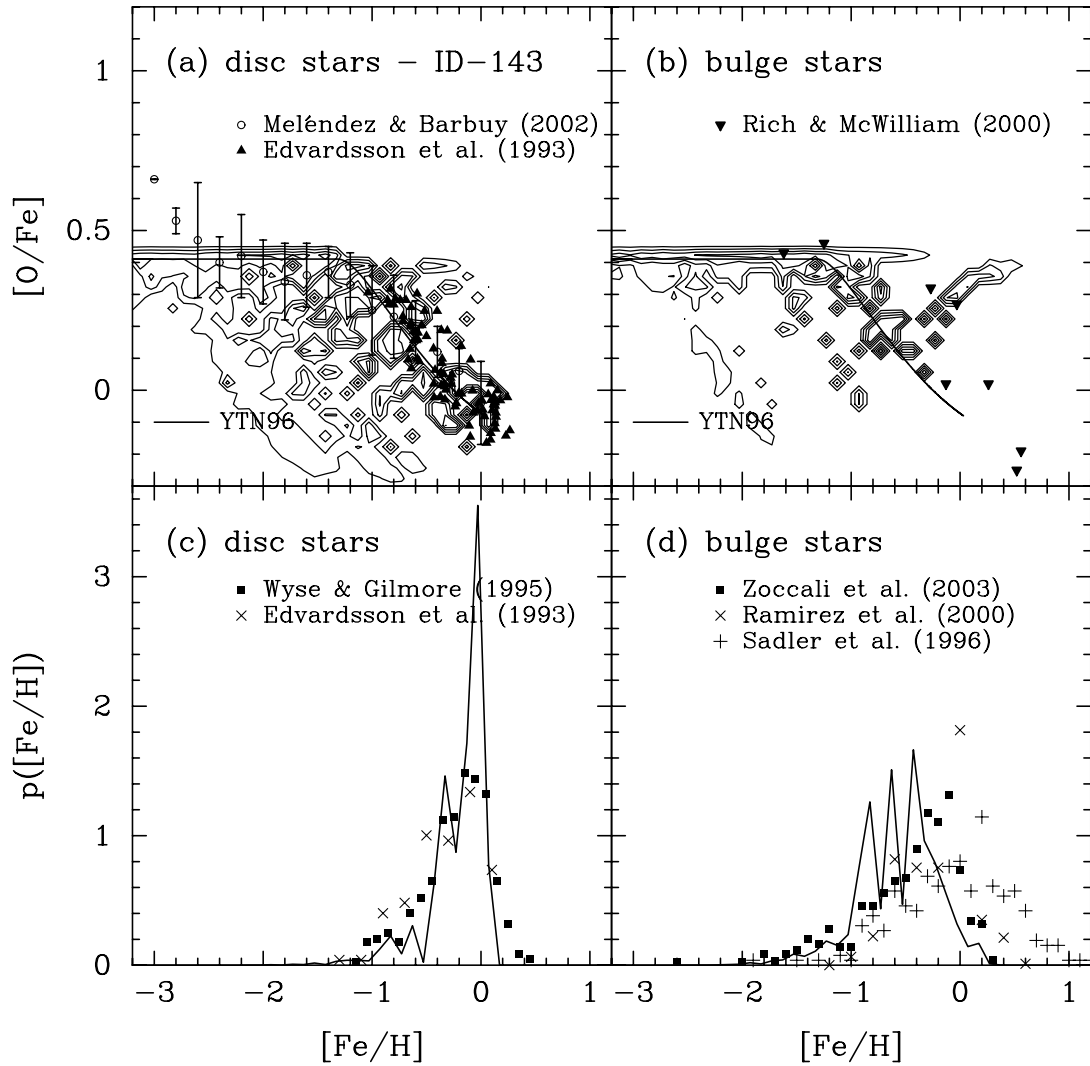 (a) disc stars − ID−143
Meléndez & Barbuy (2002)
Edvardsson et al. (1993)
YTN96
[O/Fe]
1
0.5
0
(b) bulge stars
Rich & McWilliam (2000)
YTN96
(c) disc stars
Wyse & Gilmore (1995)
Edvardsson et al. (1993)
p([Fe/H])
3
2
1
0
−3 −2 −1 0 1
[Fe/H]
(d) bulge stars
Zoccali et al. (2003)
Ramirez et al. (2000)
Sadler et al. (1996)
−3 −2 −1 0 1
[Fe/H]